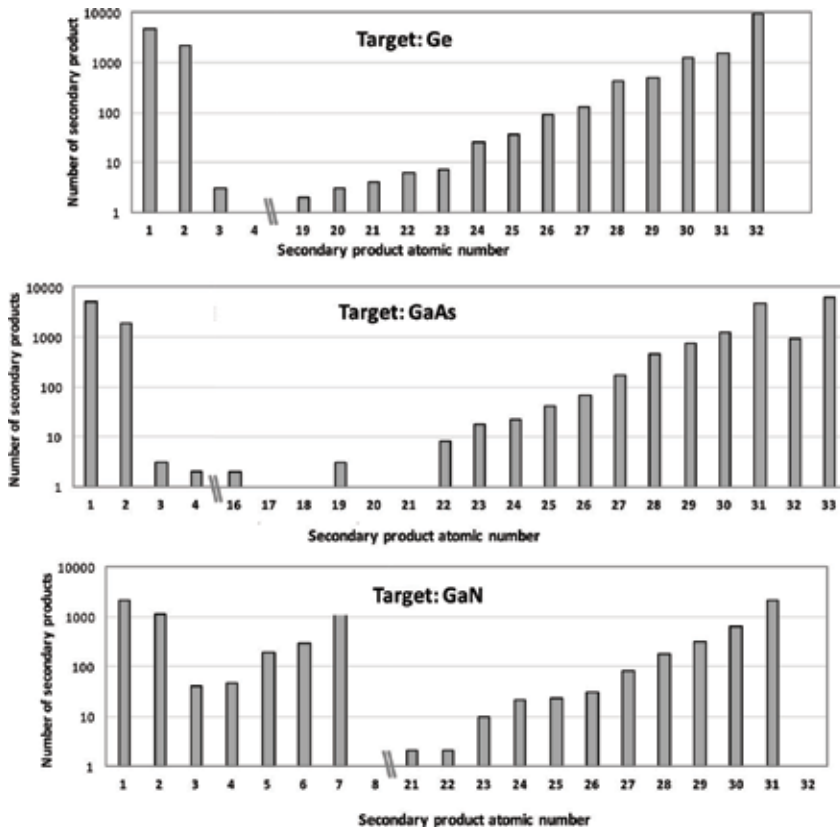 Target: Ge
Number of secondary product
10000
1000
100
10
1
1 2 3 4 19 20 21 22 23 24 25 26 27 28 29 30 31 32
Secondary product atomic number
Target: GaAs
Number of secondary products
10000
1000
100
10
1
1 2 3 4 16 17 18 19 20 21 22 23 24 25 26 27 28 29 30 31 32 33
Secondary product atomic number
Target: GaN
Number of secondary products
10000
1000
100
10
1
1 2 3 4 5 6 7 8 21 22 23 24 25 26 27 28 29 30 31 32
Secondary product atomic number